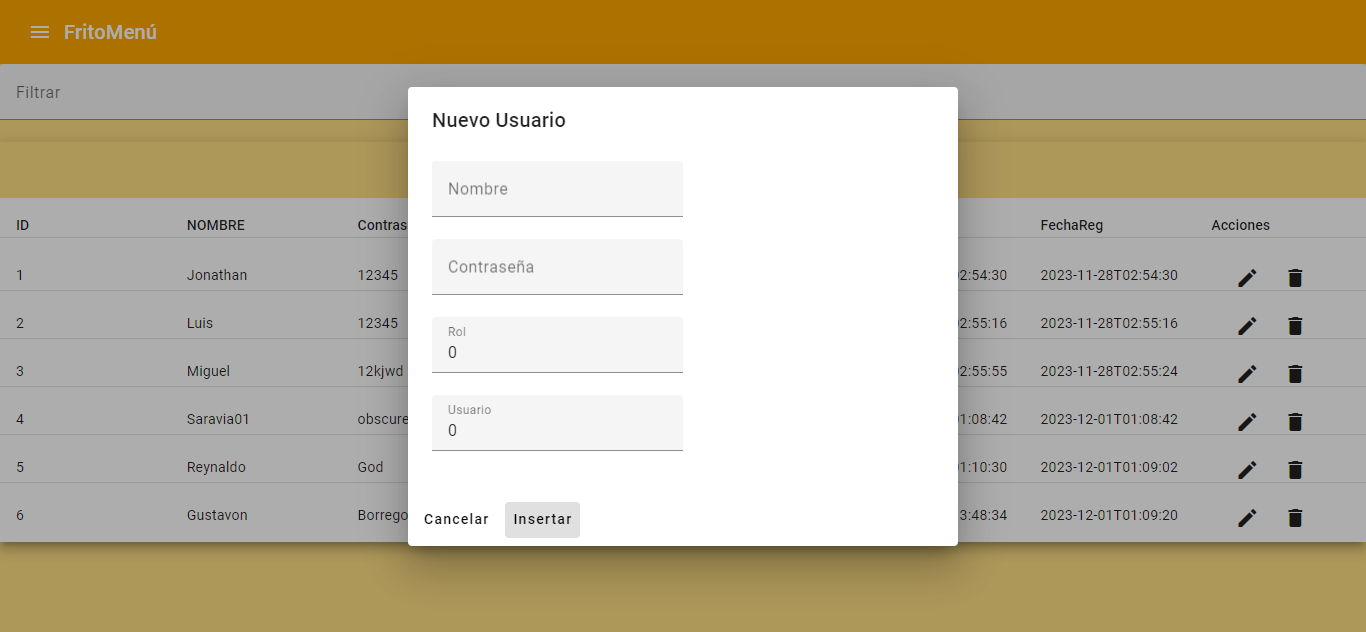 FritoMenú
Filtrar
Nuevo Usuario
Nombre
Contraseña
Rol
0
Usuario
0
Cancelar Insertar
ID NOMBRE Contras FechaReg Acciones
1 Jonathan 12345 2:54:30 2023-11-28T02:54:30
2 Luis 12345 2:55:16 2023-11-28T02:55:16
3 Miguel 12kjwd 2:55:55 2023-11-28T02:55:24
4 Saravia01 obscure 1:08:42 2023-12-01T01:08:42
5 Reynaldo God 1:10:30 2023-12-01T01:09:02
6 Gustavon Borrego 3:48:34 2023-12-01T01:09:20